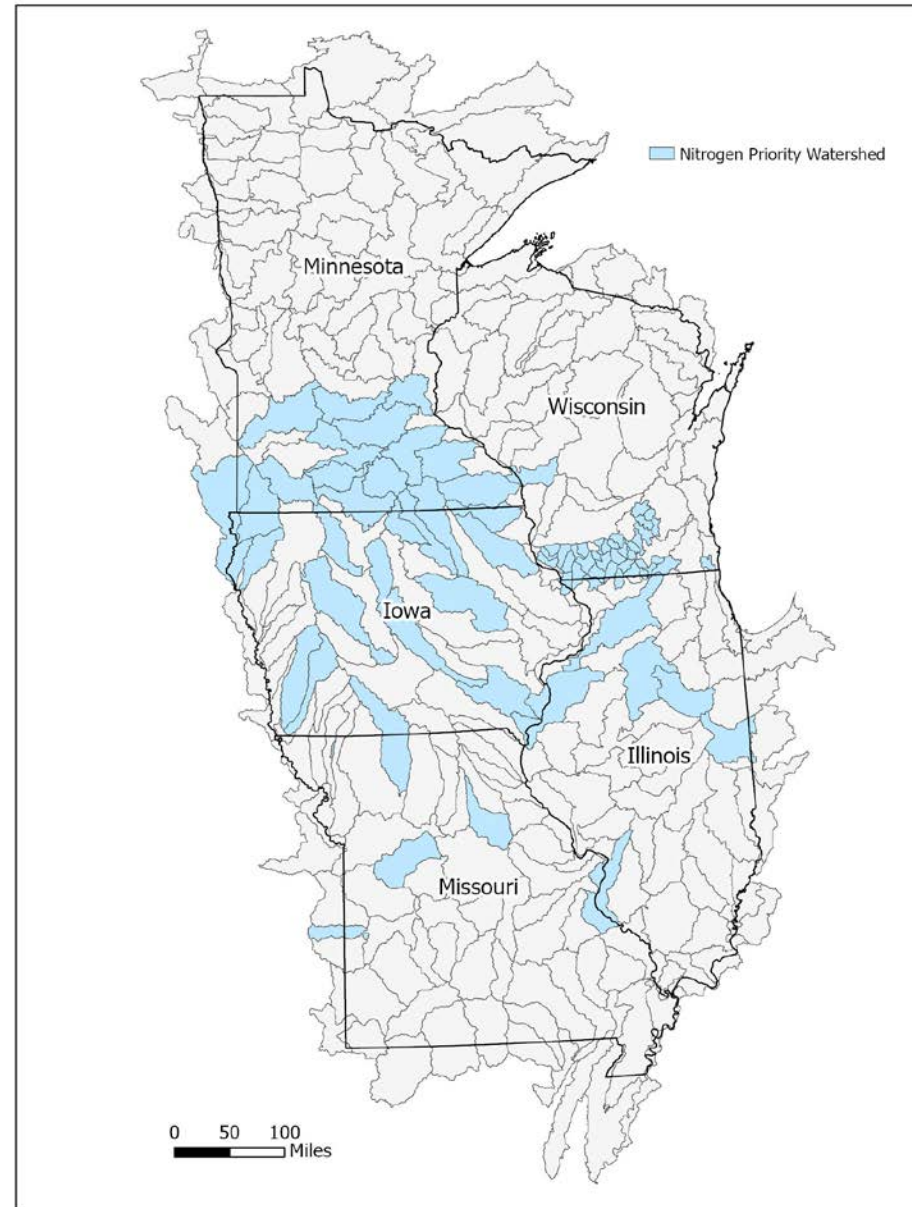 Nitrogen Priority Watershed
Minnesota
Wisconsin
Iowa
Illinois
Missouri
0 50 100
Miles